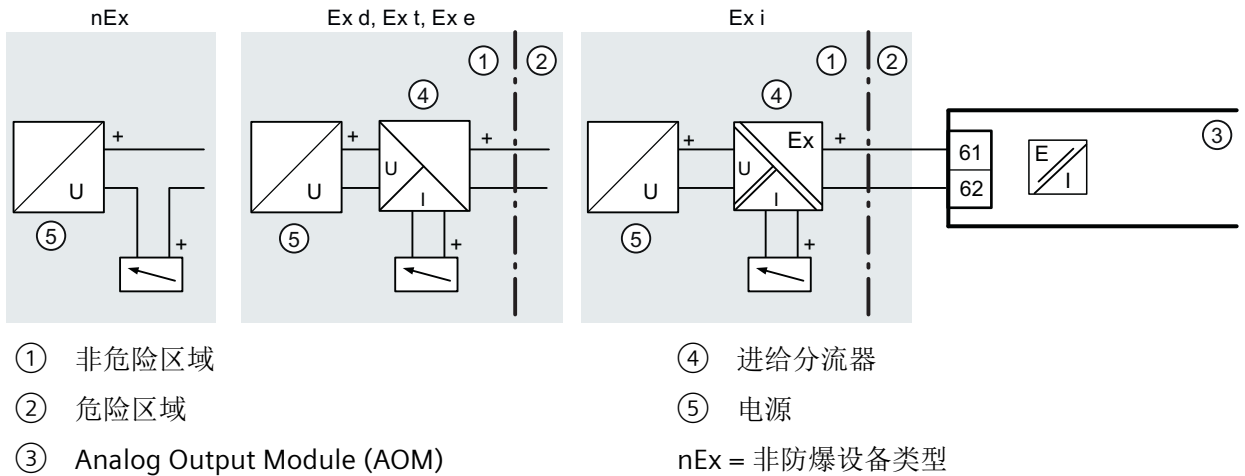 nEx
Ex d, Ex t, Ex e
Ex i
① ② ① ②
④ ④
③
+ + + + Ex +
U U U U U
61
62
E
I
I I
⑤ ⑤ ⑤
+ + +
① 非危险区域
② 危险区域
③ Analog Output Module (AOM)
④ 进给分流器
⑤ 电源
nEx = 非防爆设备类型